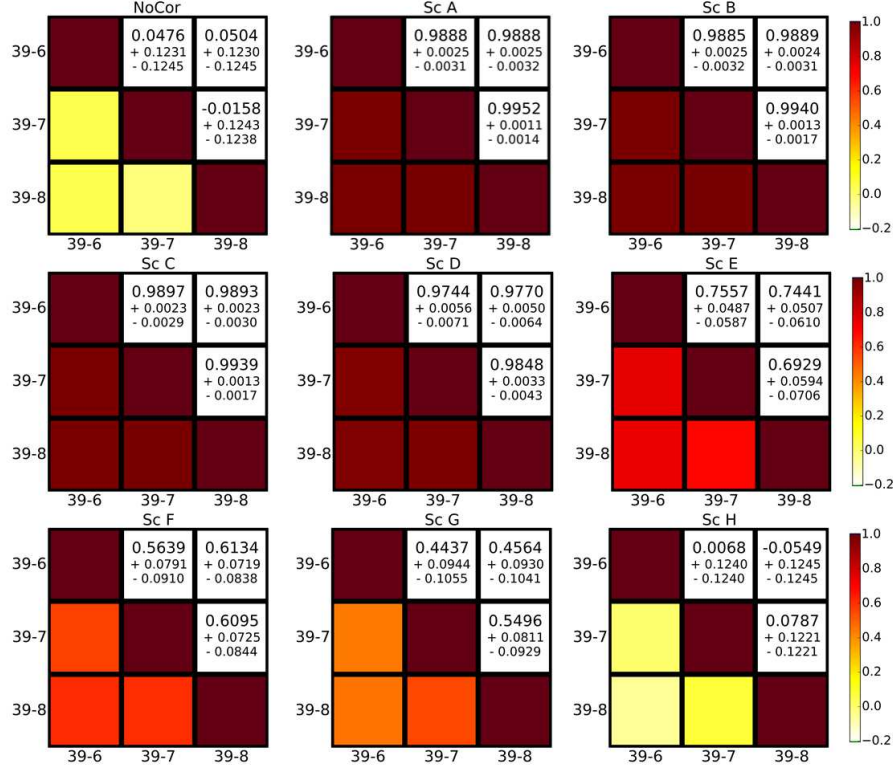 NoCor
Sc A
Sc B
39-6
0.0476 0.0504
+ 0.1231 + 0.1230
- 0.1245 - 0.1245
0.9888 0.9888
+ 0.0025 + 0.0025
- 0.0031 - 0.0032
39-6
0.9885 0.9889
+ 0.0025 + 0.0024
- 0.0032 - 0.0031
39-6
39-7
-0.0158
+ 0.1243
- 0.1238
39-7
0.9952
+ 0.0011
- 0.0014
39-7
0.9940
+ 0.0013
- 0.0017
39-8
39-8
39-8
39-6 39-7 39-8
39-6 39-7 39-8
39-6 39-7 39-8
1.0
0.8
0.6
0.4
0.2
0.0
−0.2
Sc C
Sc D
Sc E
39-6
0.9897 0.9893
+ 0.0023 + 0.0023
- 0.0029 - 0.0030
39-6
0.9744 0.9770
+ 0.0056 + 0.0050
- 0.0071 - 0.0064
39-6
0.7557 0.7441
+ 0.0487 + 0.0507
- 0.0587 - 0.0610
39-7
0.9939
+ 0.0013
- 0.0017
39-7
0.9848
+ 0.0033
- 0.0043
39-7
0.6929
+ 0.0594
- 0.0706
39-8
39-8
39-8
39-6 39-7 39-8
39-6 39-7 39-8
39-6 39-7 39-8
1.0
0.8
0.6
0.4
0.2
0.0
−0.2
Sc F
Sc G
Sc H
39-6
0.5639 0.6134
+ 0.0791 + 0.0719
- 0.0910 - 0.0838
39-6
0.4437 0.4564
+ 0.0944 + 0.0930
- 0.1055 - 0.1041
39-6
0.0068 -0.0549
+ 0.1240 + 0.1245
- 0.1240 - 0.1245
39-7
0.6095
+ 0.0725
- 0.0844
39-7
0.5496
+ 0.0811
- 0.0929
39-7
0.0787
+ 0.1221
- 0.1221
39-8
39-8
39-8
39-6 39-7 39-8
39-6 39-7 39-8
39-6 39-7 39-8
1.0
0.8
0.6
0.4
0.2
0.0
−0.2